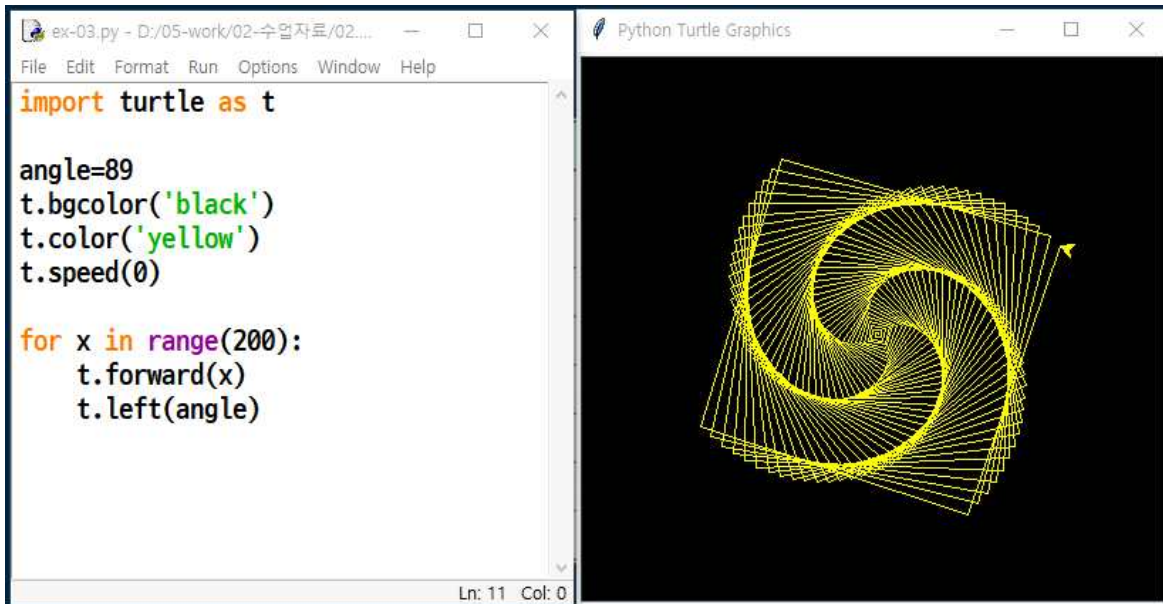 ex-03.py - D:/05-work/02-수업자료/02....
File Edit Format Run Options Window Help
import turtle as t
angle=89
t.bgcolor('black')
t.color('yellow')
t.speed(0)
for x in range(200):
    t.forward(x)
    t.left(angle)
Ln: 11 Col: 0
Python Turtle Graphics